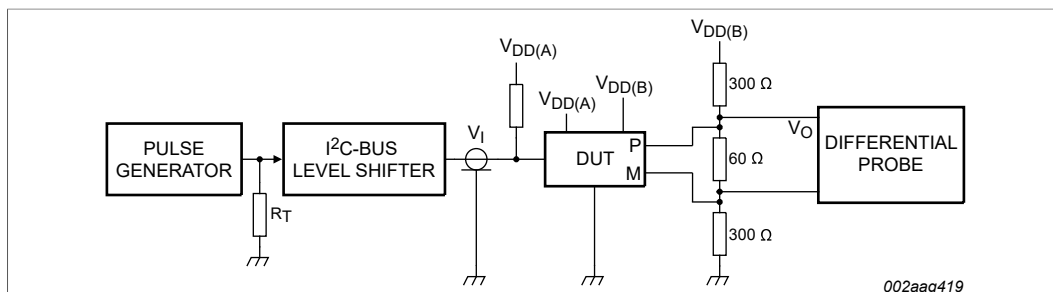 VDD(B)
VDD(A)
300 Ω
VDD(B)
VDD(A)
VO
I²C-BUS
LEVEL SHIFTER
VI
PULSE
GENERATOR
DUT
P
M
60 Ω
DIFFERENTIAL
PROBE
RT
300 Ω
002aag419